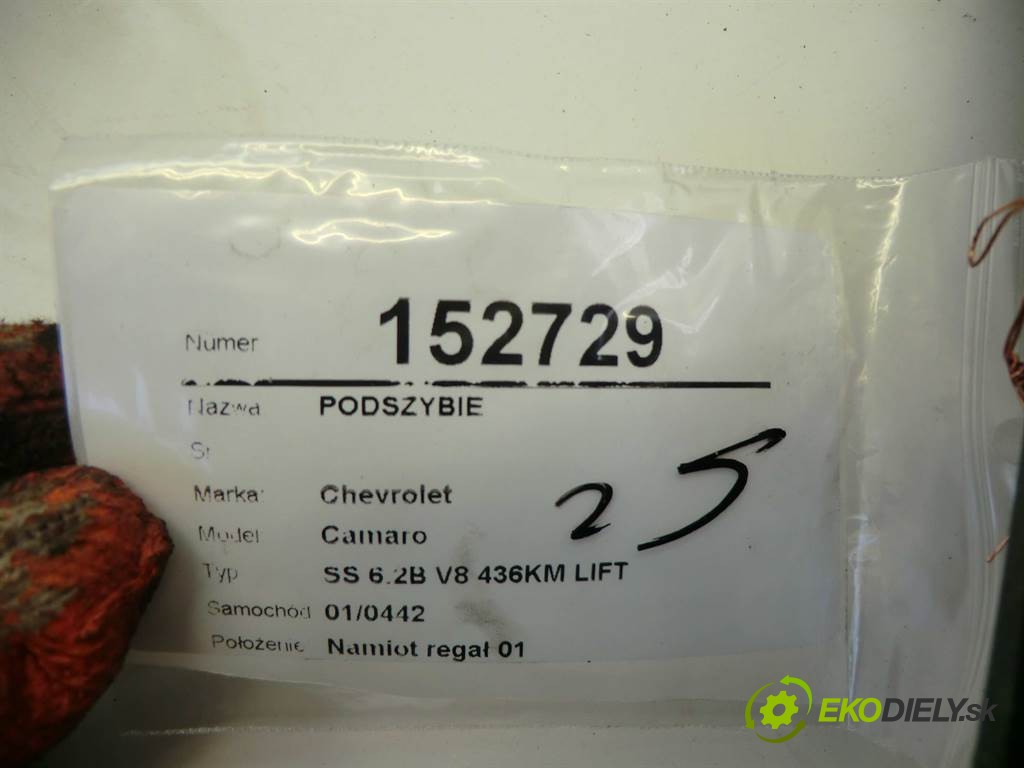 Numer 152729
Nazwa PODSZYBIE
Marka: Chevrolet
Model: Camaro
25
Typ SS 6.2B V8 436KM LIFT
Samochód 01/0442
Położenie Namiot regał 01
EKODIELY.sk